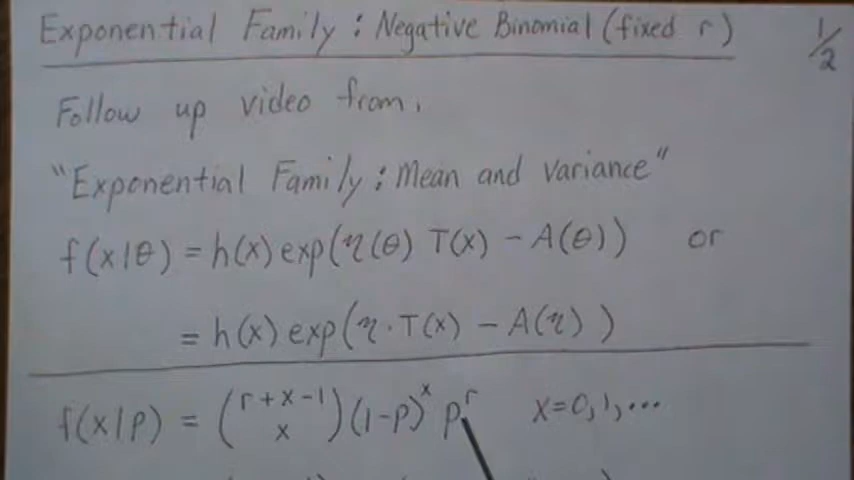 Exponential Family: Negative Binomial (fixed r) 1/2
Follow up video from.
"Exponential Family: Mean and variance"
f(x|θ) = h(x) exp(η(θ) T(x) - A(θ)) or
= h(x) exp(η·T(x) - A(η))
f(x|p) = (r+x-1 x)(1-p)^x p^r x=0,1,...